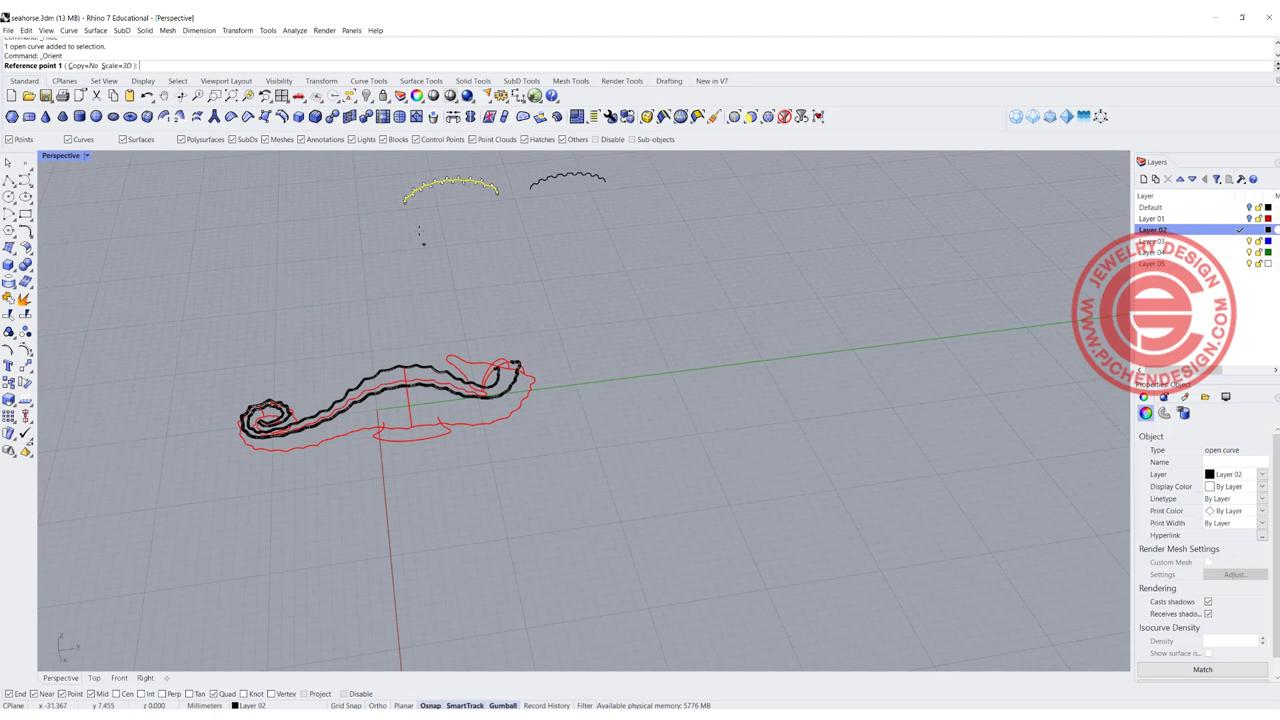 seahorse.3dm (13 MB) - Rhino 7 Educational - [Perspective]
File Edit View Curve Surface SubD Solid Mesh Dimension Transform Tools Analyze Render Panels Help
1 open curve added to selection.
Command: _Orient
Reference point 1 ( Copy=No Scale=3D ):
Standard CPlanes Set View Display Select Viewport Layout Visibility Transform Curve Tools Surface Tools Solid Tools SubD Tools Mesh Tools Render Tools Drafting New in V7
Points Curves Surfaces Polysurfaces SubDs Meshes Annotations Lights Blocks Control Points Point Clouds Hatches Others Disable Sub-objects
Perspective
Layers
Layer M
Default
Layer 01
Layer 02
Layer 03
Layer 04
Layer 05
JEWELRY DESIGN
WWW.PJCHENDESIGN.COM
Properties: Object
Object
Type open curve
Name
Layer Layer 02
Display Color By Layer
Linetype By Layer
Print Color By Layer
Print Width By Layer
Hyperlink ...
Render Mesh Settings
Custom Mesh
Settings Adjust...
Rendering
Casts shadows
Receives shado...
Isocurve Density
Density
Show surface is...
Match
z
y
x
Perspective Top Front Right
End Near Point Mid Cen Int Perp Tan Quad Knot Vertex Project Disable
CPlane x -31.367 y 7.455 z 0.000 Millimeters Layer 02 Grid Snap Ortho Planar Osnap SmartTrack Gumball Record History Filter Available physical memory: 5776 MB